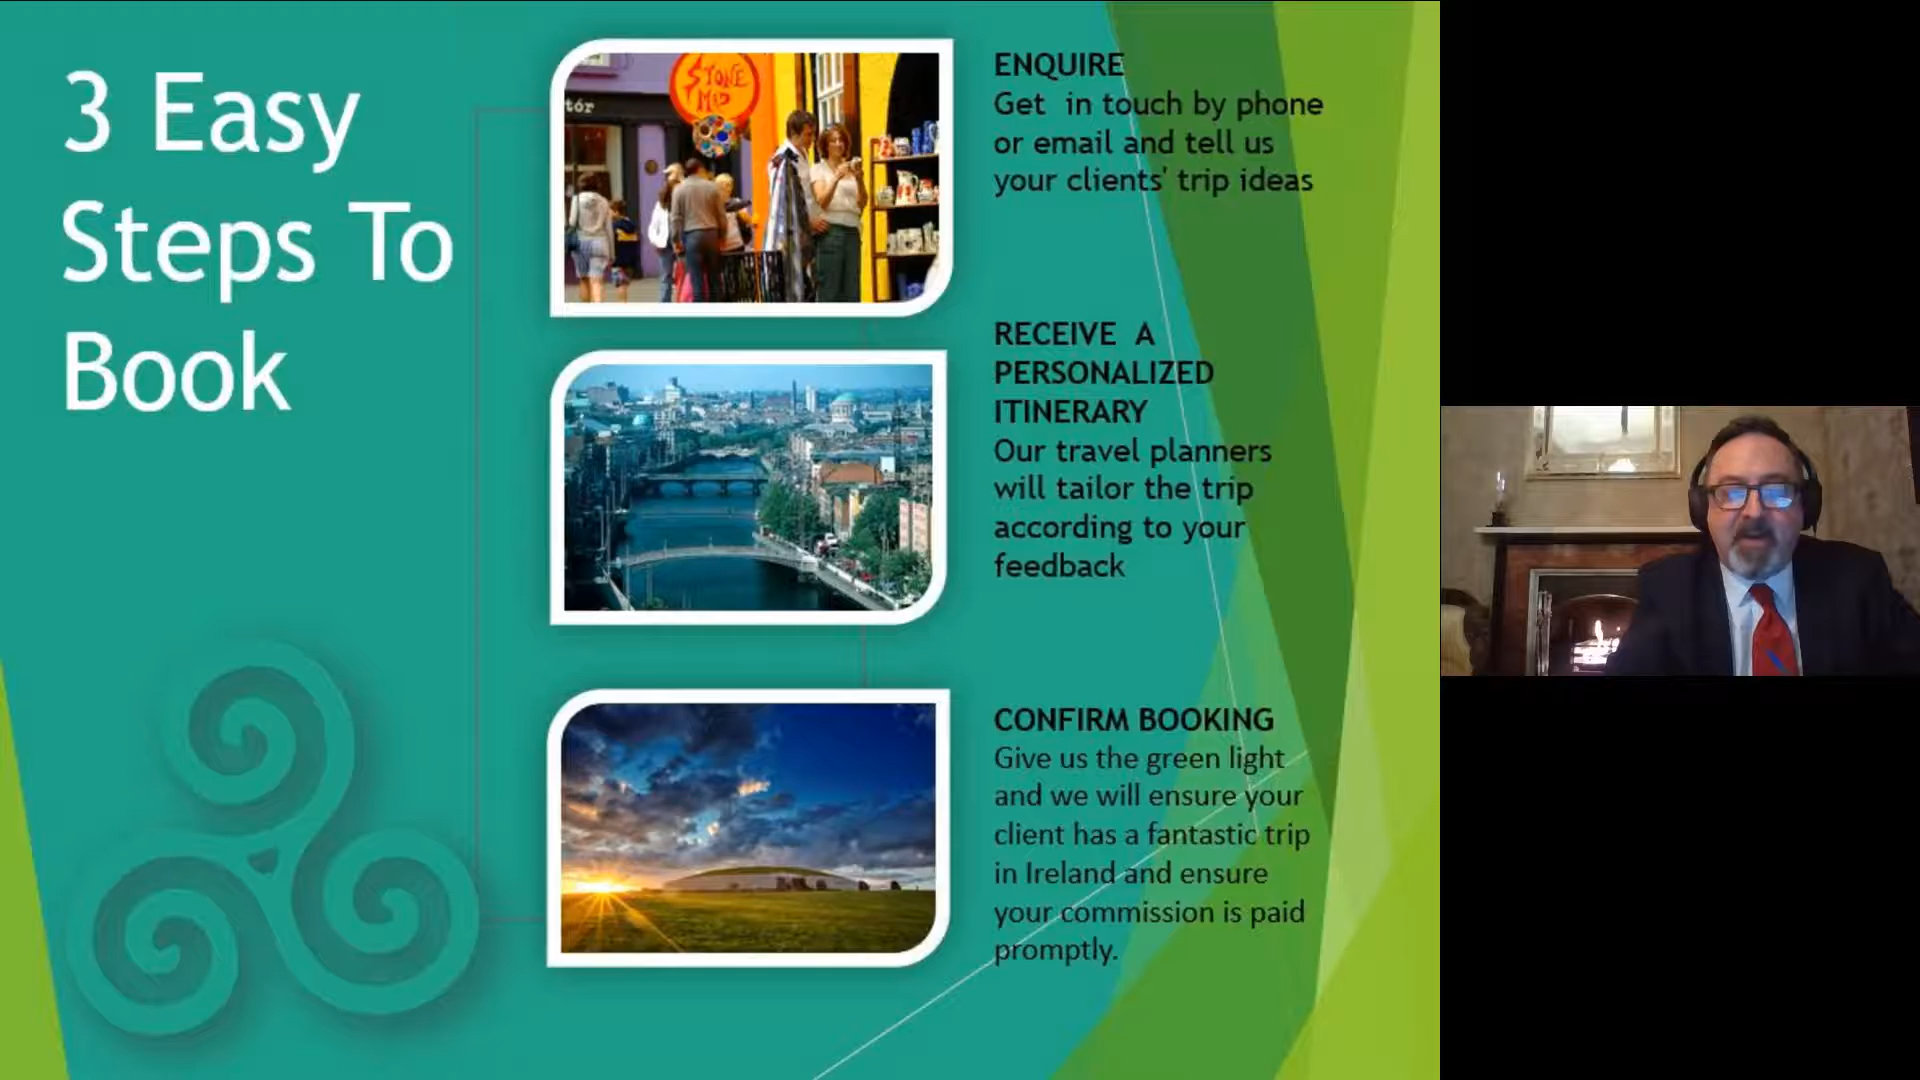 3 Easy
Steps To
Book
STONE
MAD
tór
ENQUIRE
Get in touch by phone
or email and tell us
your clients' trip ideas
RECEIVE A
PERSONALIZED
ITINERARY
Our travel planners
will tailor the trip
according to your
feedback
CONFIRM BOOKING
Give us the green light
and we will ensure your
client has a fantastic trip
in Ireland and ensure
your commission is paid
promptly.